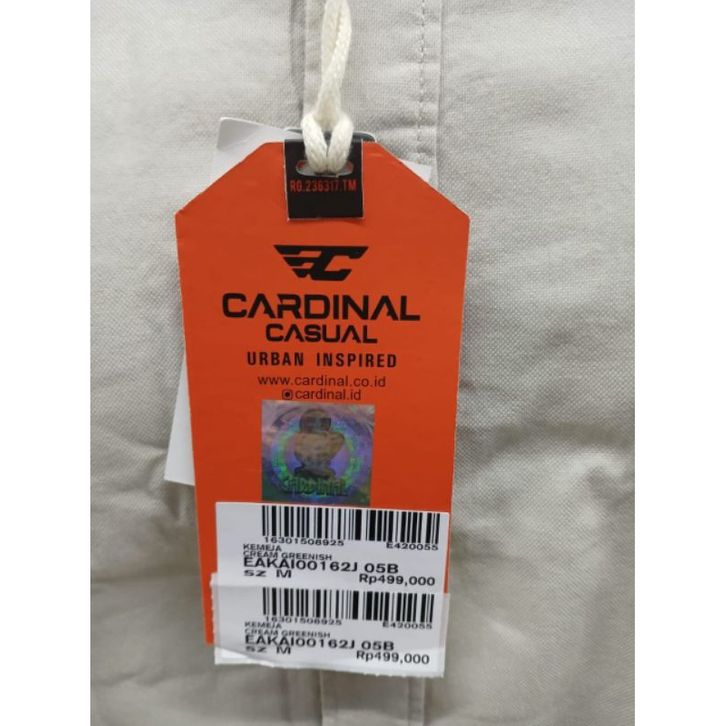 RG.236317.TM
CARDINAL
CASUAL
URBAN INSPIRED
www.cardinal.co.id
cardinal.id
CARDINAL
16301508925 E420055
KEMEJA
CREAM GREENISH
EAKAI00162J 05B
SZ M Rp499,000
16301508925 E420055
KEMEJA
CREAM GREENISH
EAKAI00162J 05B
SZ M Rp499,000